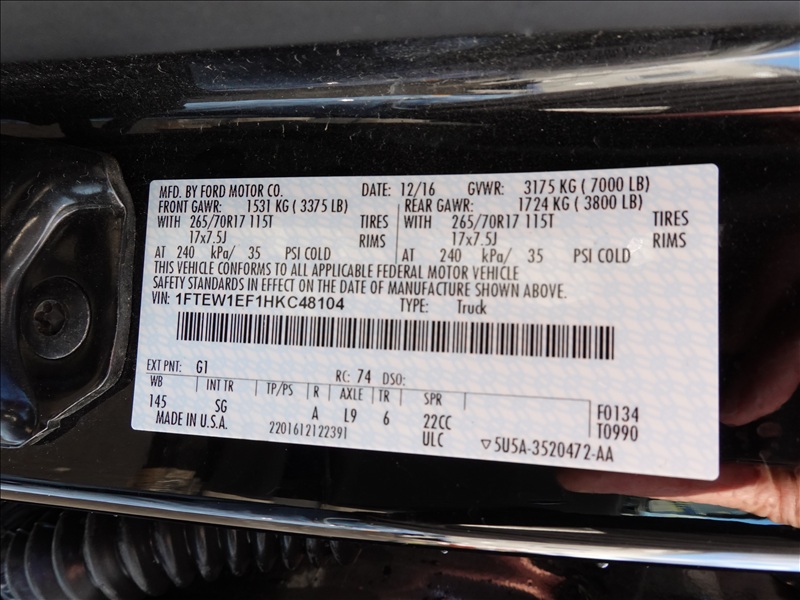 MFD. BY FORD MOTOR CO. DATE: 12/16 GVWR: 3175 KG ( 7000 LB)
FRONT GAWR: 1531 KG ( 3375 LB) REAR GAWR: 1724 KG ( 3800 LB)
WITH 265/70R17 115T TIRES WITH 265/70R17 115T TIRES
17x7.5J RIMS 17x7.5J RIMS
AT 240 kPa/ 35 PSI COLD AT 240 kPa/ 35 PSI COLD
THIS VEHICLE CONFORMS TO ALL APPLICABLE FEDERAL MOTOR VEHICLE
SAFETY STANDARDS IN EFFECT ON THE DATE OF MANUFACTURE SHOWN ABOVE.
VIN: 1FTEW1EF1HKC48104 TYPE: Truck
EXT PNT: G1 RC: 74 DSO:
WB INT TR TP/PS R AXLE TR SPR
145 SG A L9 6 22CC F0134
MADE IN U.S.A. 2201612122391 ULC ▽5U5A-3520472-AA T0990